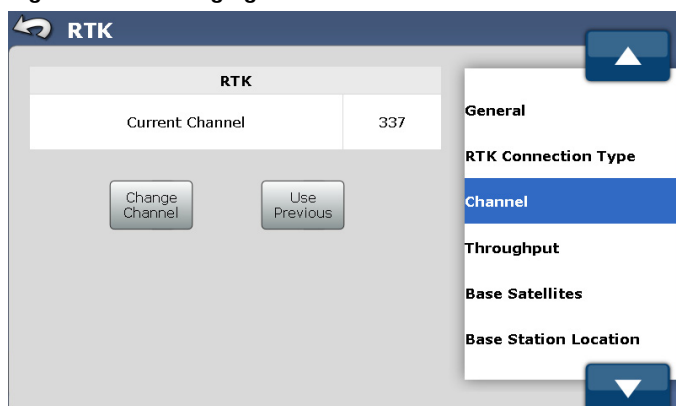 RTK
RTK
Current Channel 337
Change
Channel
Use
Previous
General
RTK Connection Type
Channel
Throughput
Base Satellites
Base Station Location